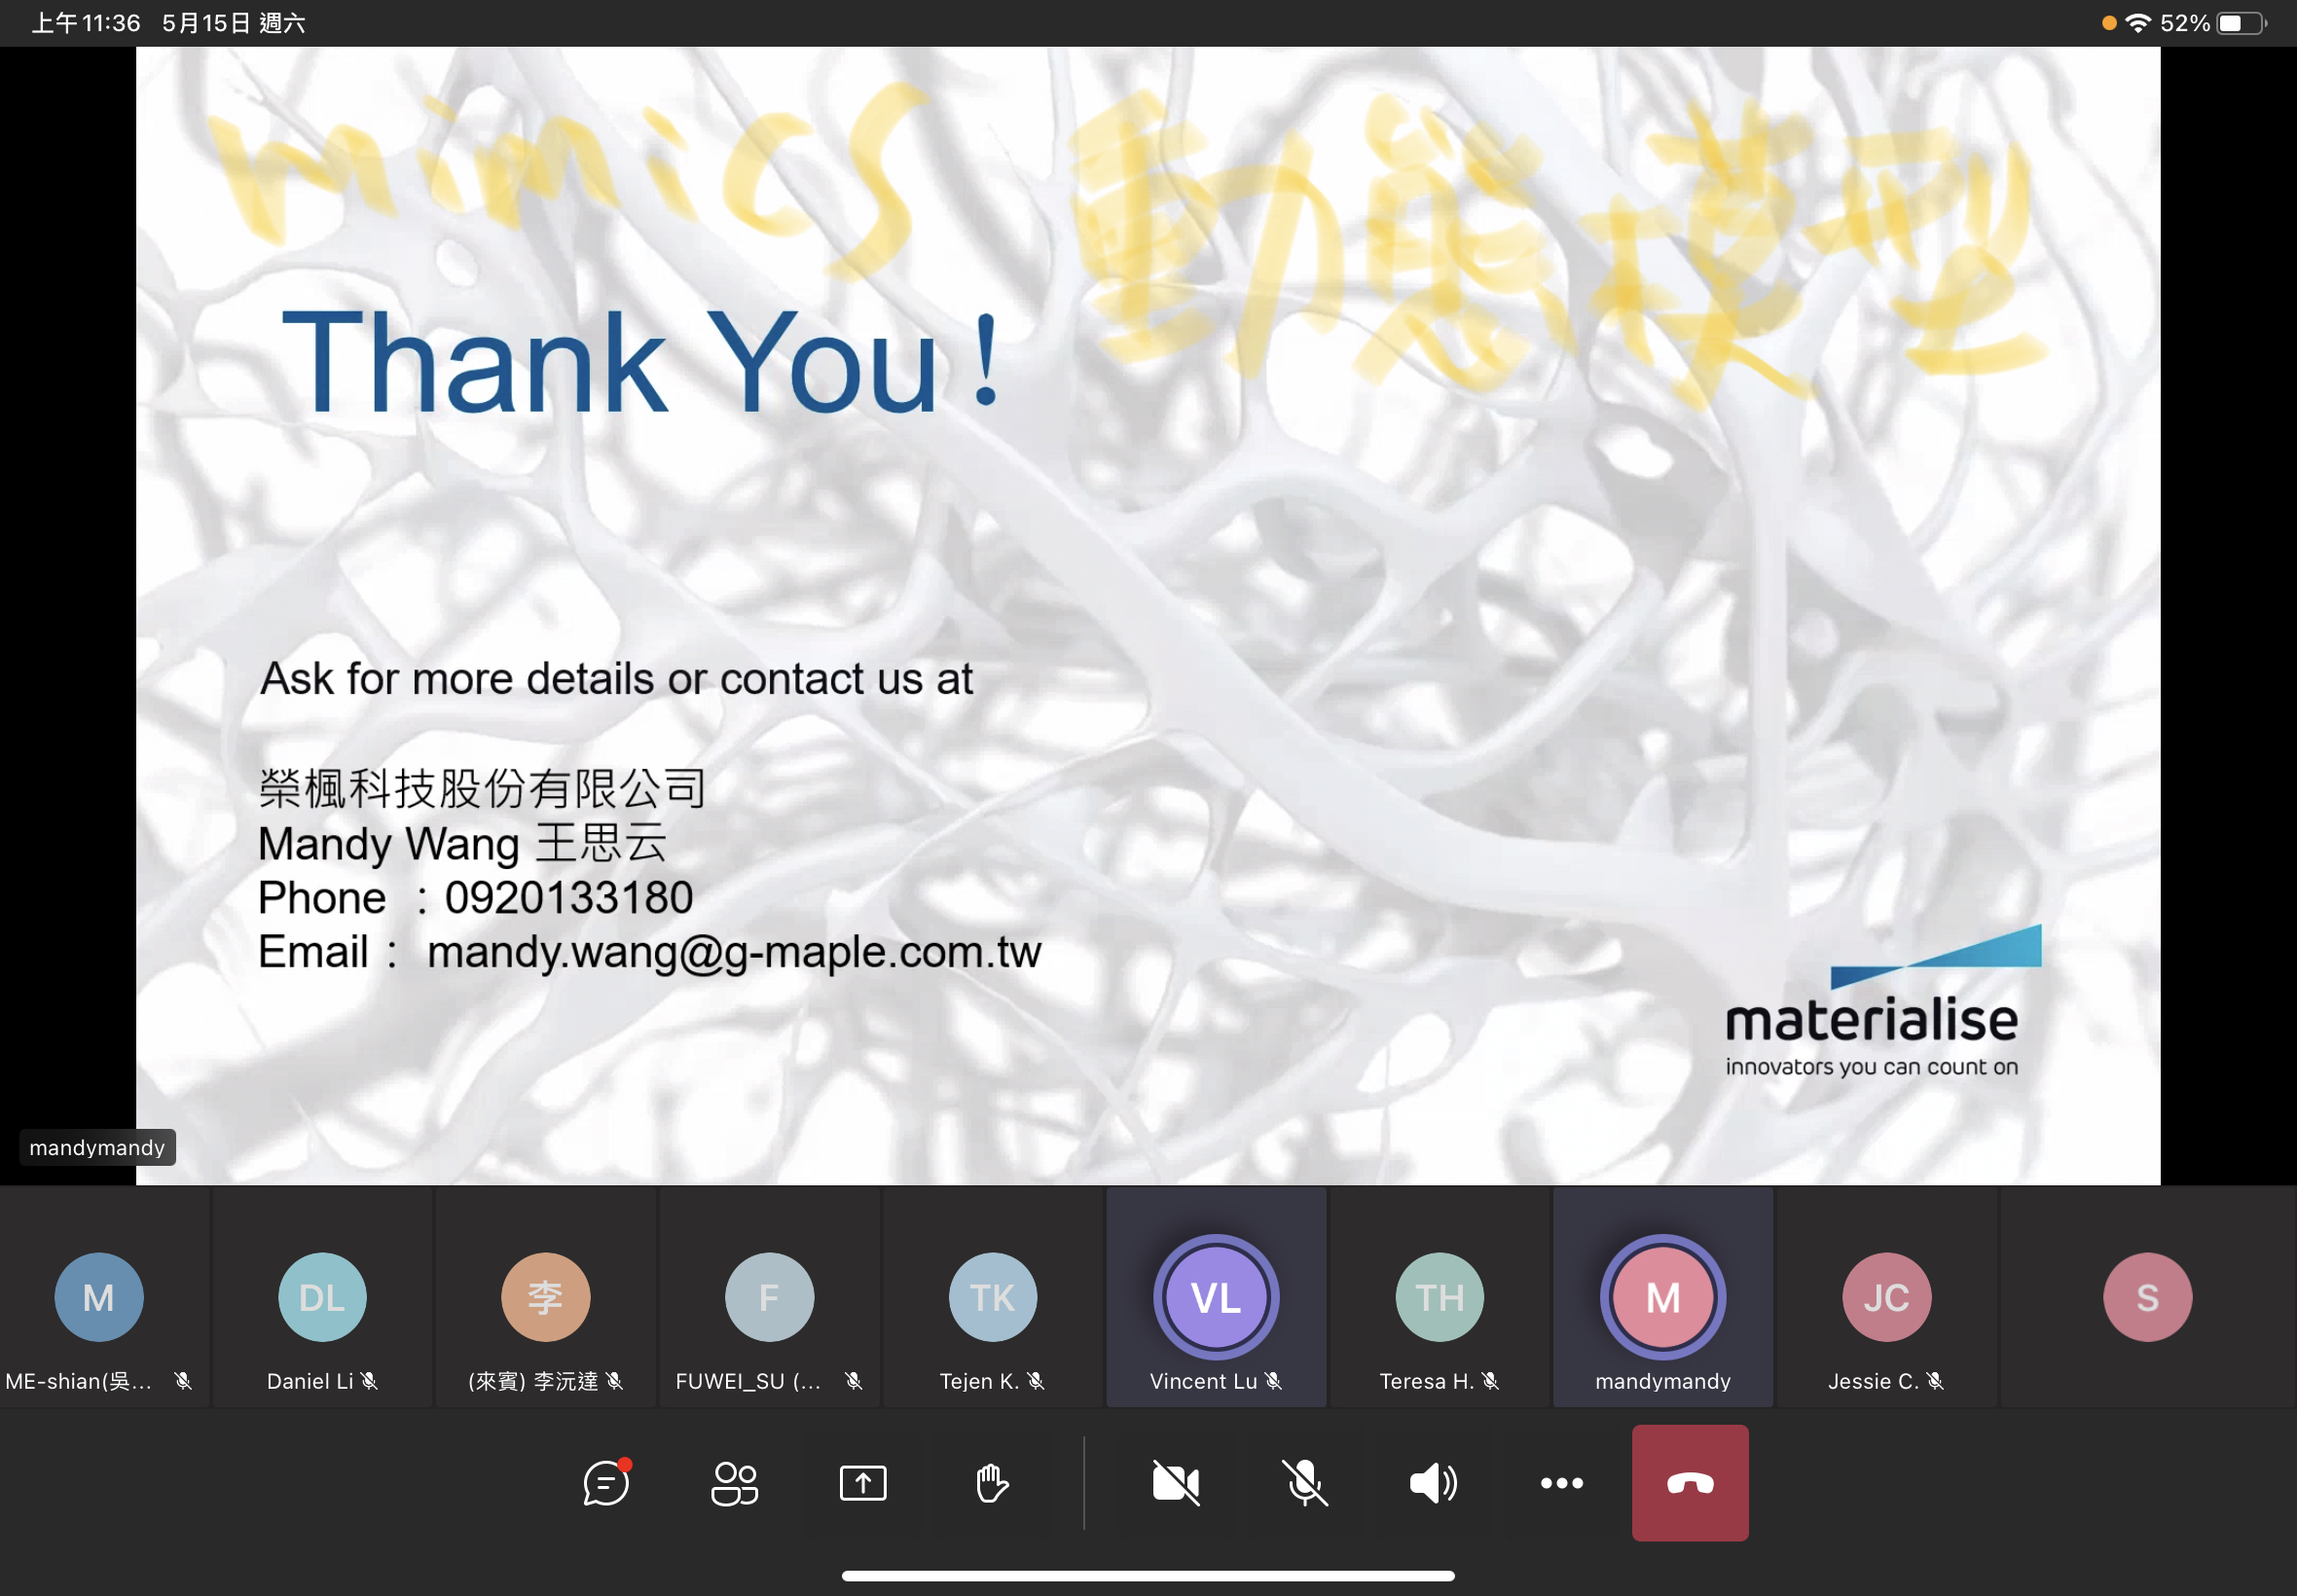 上午11:36 5月15日 週六
52%
mimics 動態模型
Thank You!
Ask for more details or contact us at
榮楓科技股份有限公司
Mandy Wang 王思云
Phone ：0920133180
Email： mandy.wang@g-maple.com.tw
materialise
innovators you can count on
mandymandy
M DL 李 F TK VL TH M JC S
ME-shian(吳... Daniel Li (來賓) 李沅達 FUWEI_SU (... Tejen K. Vincent Lu Teresa H. mandymandy Jessie C.